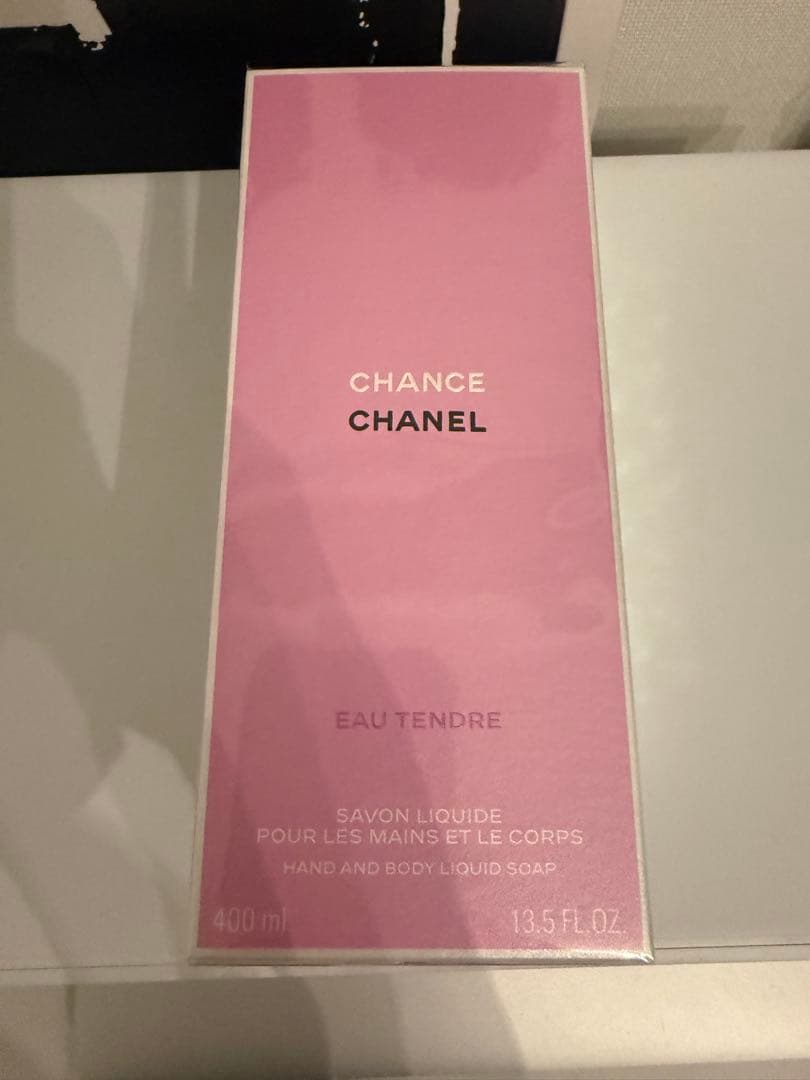 CHANCE
CHANEL
EAU TENDRE
SAVON LIQUIDE
POUR LES MAINS ET LE CORPS
HAND AND BODY LIQUID SOAP
400 ml 13.5 FL.OZ.